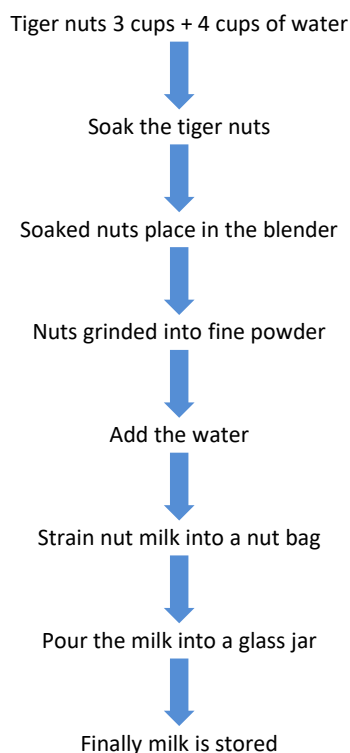 Tiger nuts 3 cups + 4 cups of water
Soak the tiger nuts
Soaked nuts place in the blender
Nuts grinded into fine powder
Add the water
Strain nut milk into a nut bag
Pour the milk into a glass jar
Finally milk is stored